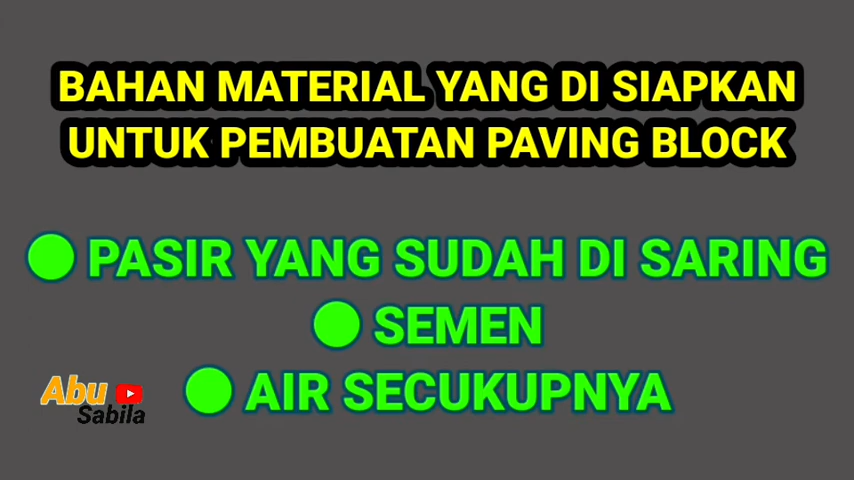 BAHAN MATERIAL YANG DI SIAPKAN
UNTUK PEMBUATAN PAVING BLOCK
PASIR YANG SUDAH DI SARING
SEMEN
AIR SECUKUPNYA
Abu
Sabila